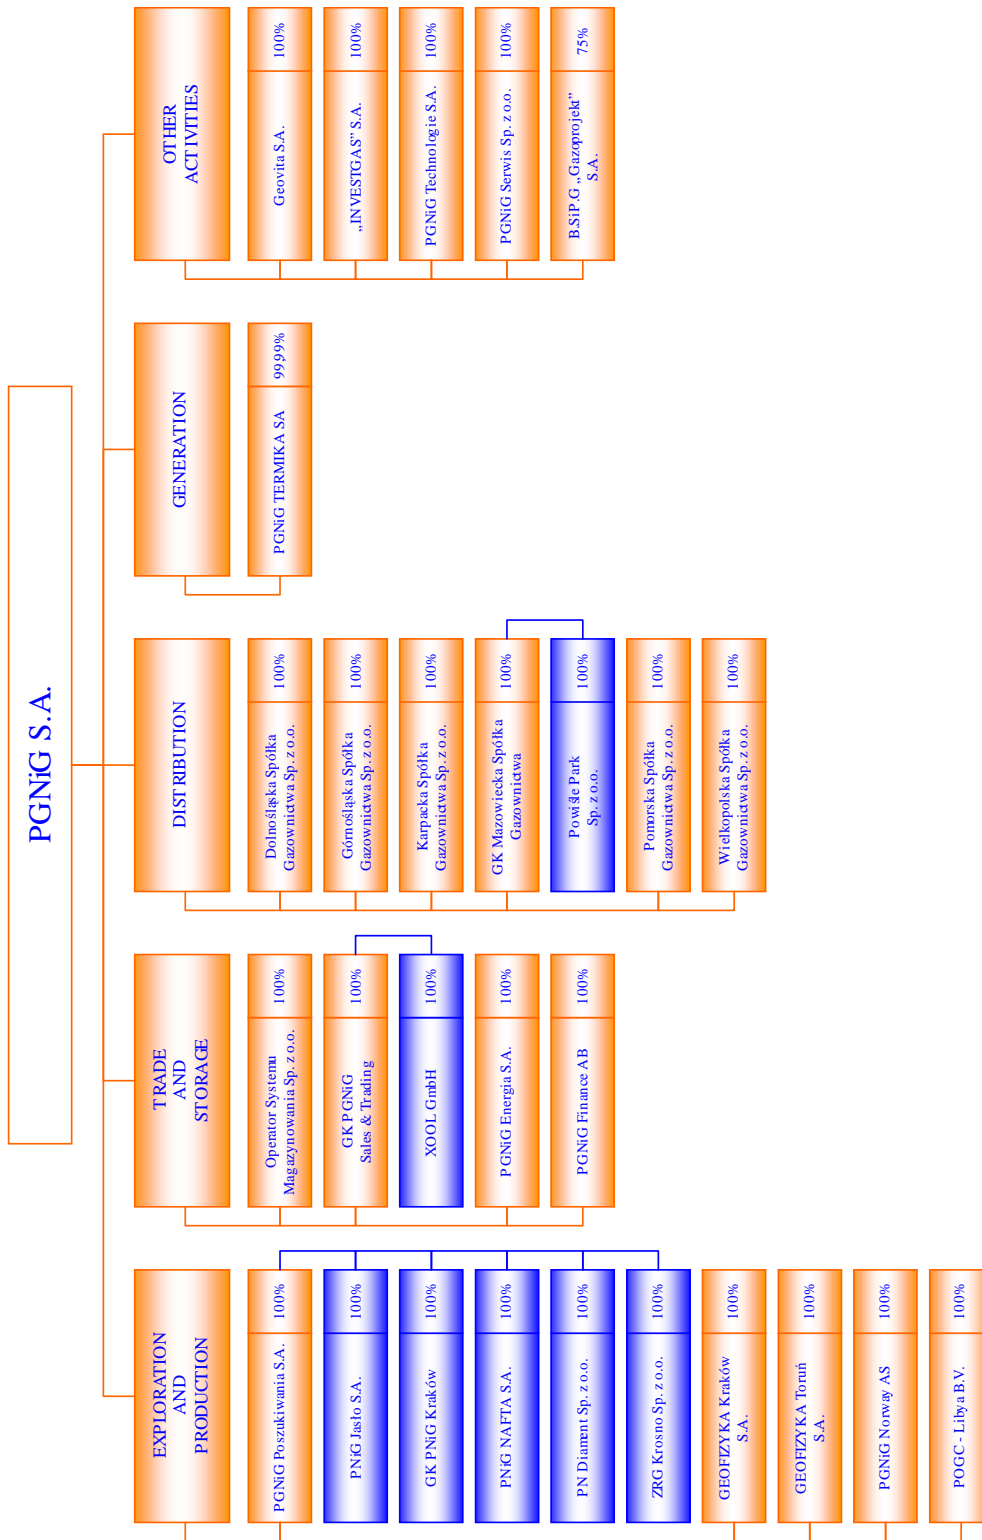 PGNiG S.A.
EXPLORATION
AND
PRODUCTION
PGNiG Poszukiwania S.A.
100%
PNiG Jasło S.A.
100%
GK PNiG Kraków
100%
PNiG NAFTA S.A.
100%
PN Diament Sp. z o.o.
100%
ZRG Krosno Sp. z o.o.
100%
GEOFIZYKA Kraków
S.A.
100%
GEOFIZYKA Toruń
S.A.
100%
PGNiG Norway AS
100%
POGC - Libya B.V.
100%
TRADE
AND
STORAGE
Operator Systemu
Magazynowania Sp. z o.o.
100%
GK PGNiG
Sales & Trading
100%
XOOL GmbH
100%
PGNiG Energia S.A.
100%
PGNiG Finance AB
100%
DISTRIBUTION
Dolnośląska Spółka
Gazownictwa Sp. z o.o.
100%
Górnośląska Spółka
Gazownictwa Sp. z o.o.
100%
Karpacka Spółka
Gazownictwa Sp. z o.o.
100%
GK Mazowiecka Spółka
Gazownictwa
100%
Powiśle Park
Sp. z o.o.
100%
Pomorska Spółka
Gazownictwa Sp. z o.o.
100%
Wielkopolska Spółka
Gazownictwa Sp. z o.o.
100%
GENERATION
PGNiG TERMIKA SA
99,99%
OTHER
ACTIVITIES
Geovita S.A.
100%
„INVESTGAS” S.A.
100%
PGNiG Technologie S.A.
100%
PGNiG Serwis Sp. z o.o.
100%
B.SiP.G „Gazoprojekt”
S.A.
75%